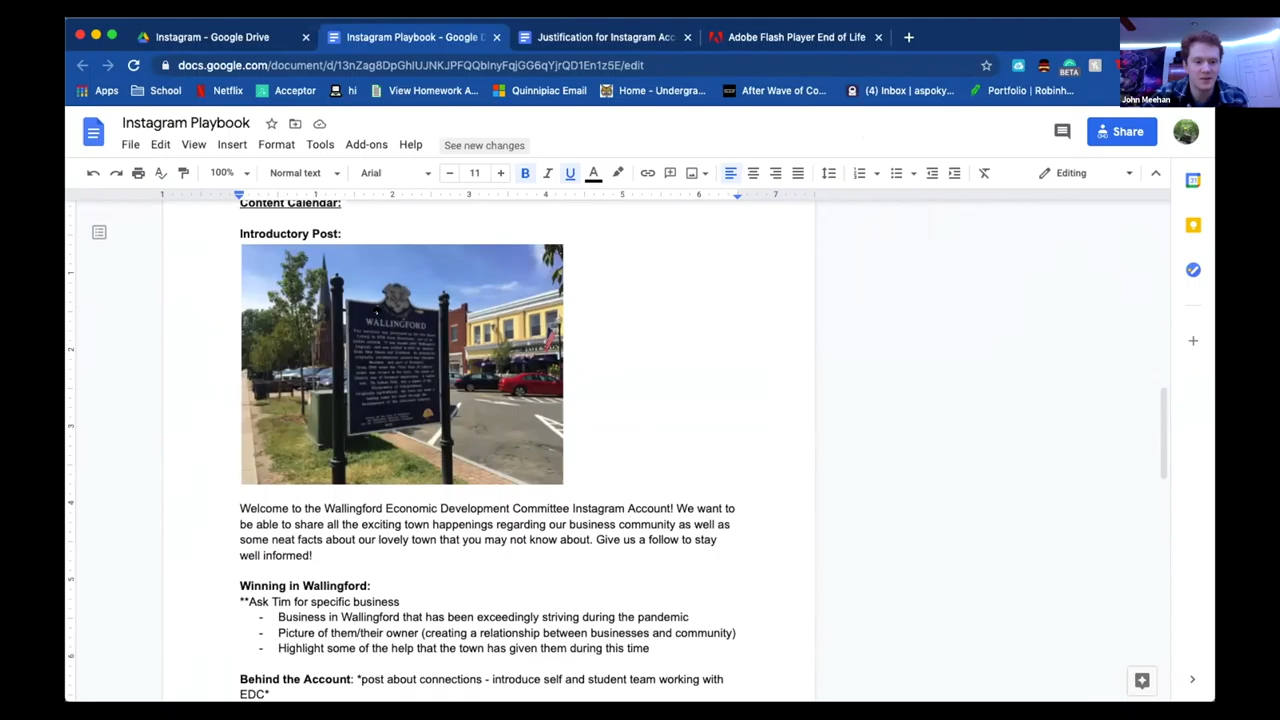 Instagram - Google Drive
Instagram Playbook - Google D
Justification for Instagram Acc
Adobe Flash Player End of Life
docs.google.com/document/d/13nZag8DpGhIUJNKJPFQQbInyFqjGG6qYjrQD1En1z5E/edit
BETA
Apps
School
Netflix
Acceptor
hi
View Homework A...
Quinnipiac Email
Home - Undergra...
After Wave of Co...
(4) Inbox | aspoky...
Portfolio | Robinh...
John Meehan
Instagram Playbook
File Edit View Insert Format Tools Add-ons Help See new changes
Share
100% Normal text Arial 11 B I U A Editing
1 1 2 3 4 5 6 7
Content Calendar:
Introductory Post:
WALLINGFORD
Welcome to the Wallingford Economic Development Committee Instagram Account! We want to
be able to share all the exciting town happenings regarding our business community as well as
some neat facts about our lovely town that you may not know about. Give us a follow to stay
well informed!
Winning in Wallingford:
**Ask Tim for specific business
- Business in Wallingford that has been exceedingly striving during the pandemic
- Picture of them/their owner (creating a relationship between businesses and community)
- Highlight some of the help that the town has given them during this time
Behind the Account: *post about connections - introduce self and student team working with
EDC*